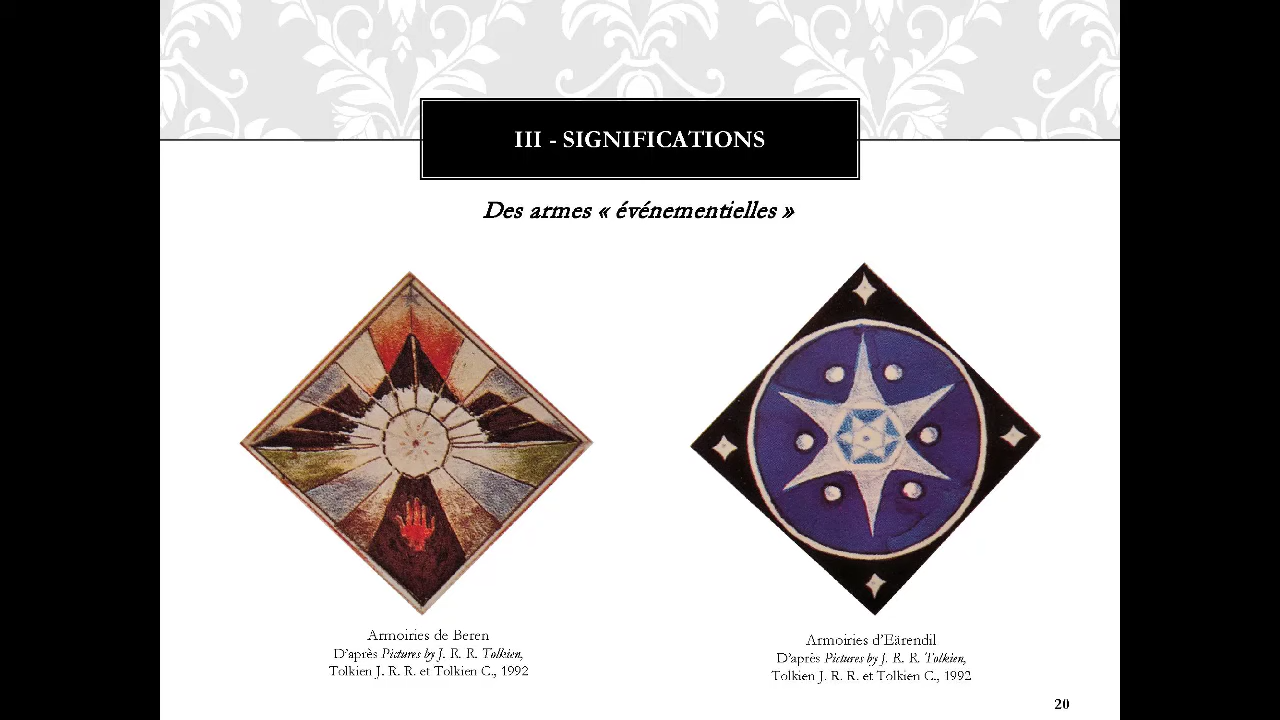 III - SIGNIFICATIONS
Des armes « événementielles »
Armoiries de Beren
D'après Pictures by J. R. R. Tolkien,
Tolkien J. R. R. et Tolkien C., 1992
Armoiries d'Eärendil
D'après Pictures by J. R. R. Tolkien,
Tolkien J. R. R. et Tolkien C., 1992
20